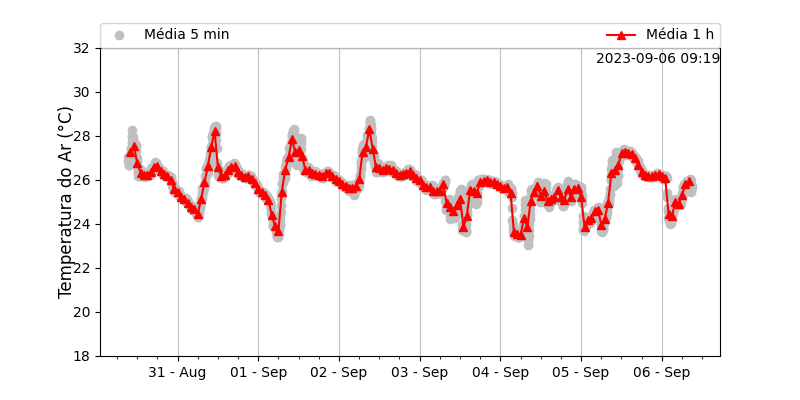 Média 5 min
Média 1 h
2023-09-06 09:19
Temperatura do Ar (°C)
32
30
28
26
24
22
20
18
31 - Aug
01 - Sep
02 - Sep
03 - Sep
04 - Sep
05 - Sep
06 - Sep